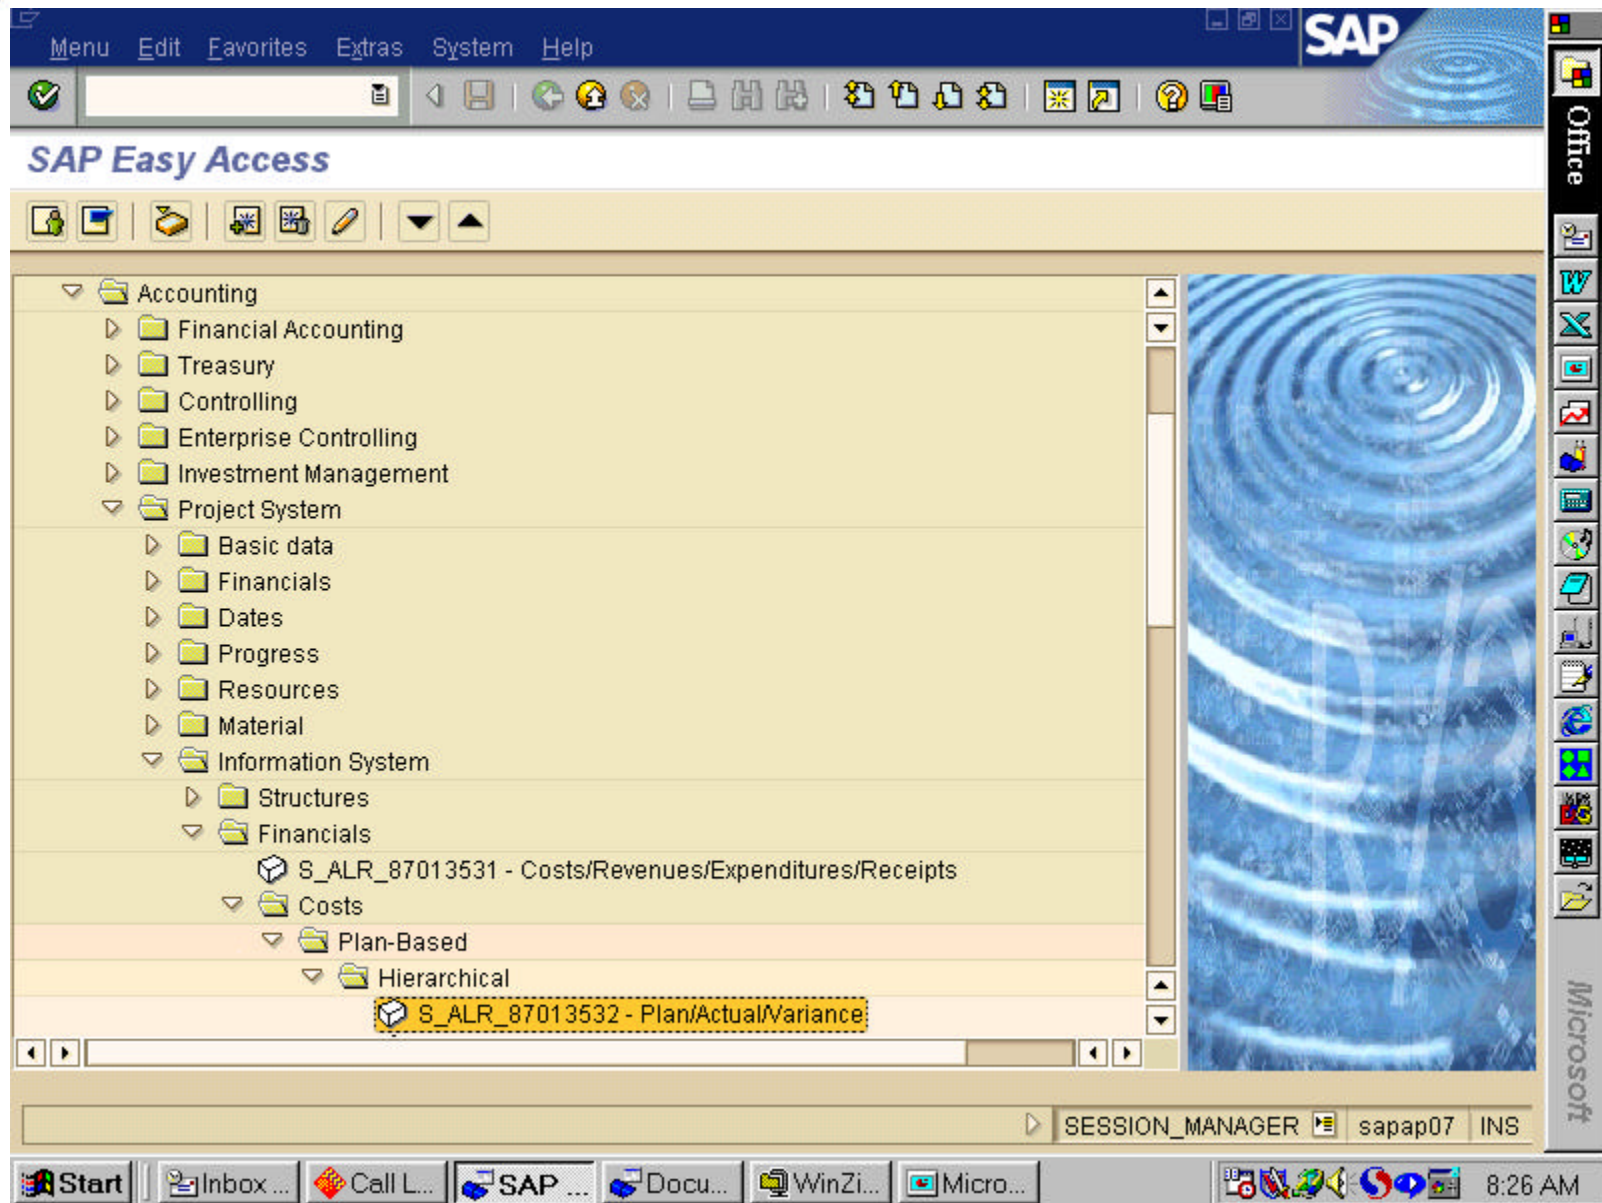 Menu Edit Favorites Extras System Help
SAP
SAP Easy Access
Accounting
Financial Accounting
Treasury
Controlling
Enterprise Controlling
Investment Management
Project System
Basic data
Financials
Dates
Progress
Resources
Material
Information System
Structures
Financials
S_ALR_87013531 - Costs/Revenues/Expenditures/Receipts
Costs
Plan-Based
Hierarchical
S_ALR_87013532 - Plan/Actual/Variance
SESSION_MANAGER sapap07 INS
Start Inbox ... Call L... SAP ... Docu... WinZi... Micro... 8:26 AM
Office
Microsoft